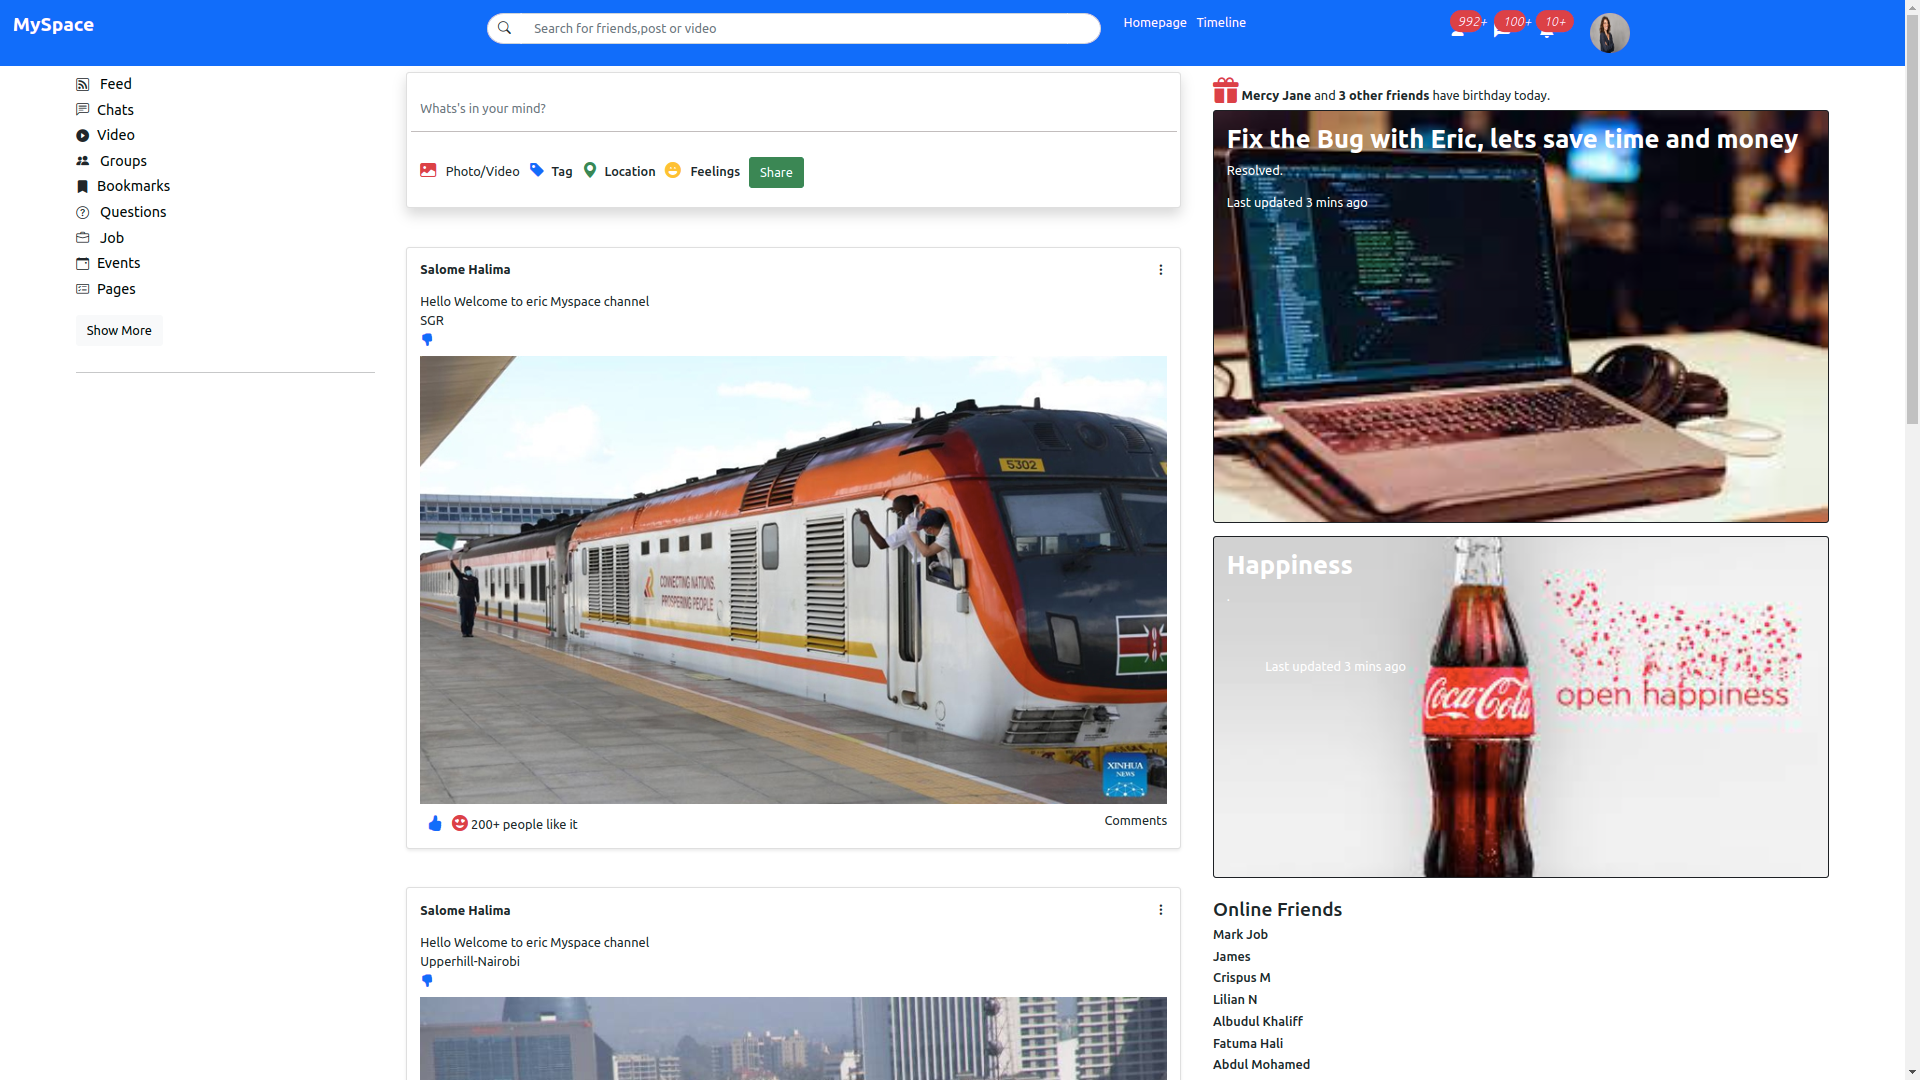 MySpace
Search for friends,post or video
Homepage Timeline
992+ 100+ 10+
Feed
Chats
Video
Groups
Bookmarks
Questions
Job
Events
Pages
Show More
Whats's in your mind?
Photo/Video Tag Location Feelings Share
Salome Halima
Hello Welcome to eric Myspace channel
SGR
5302
CONNECTING NATIONS.
PROSPERING PEOPLE
XINHUA
NEWS
200+ people like it
Comments
Salome Halima
Hello Welcome to eric Myspace channel
Upperhill-Nairobi
Mercy Jane and 3 other friends have birthday today.
Fix the Bug with Eric, lets save time and money
Resolved.
Last updated 3 mins ago
Happiness
.
Last updated 3 mins ago
Coca-Cola
open happiness
Online Friends
Mark Job
James
Crispus M
Lilian N
Albudul Khaliff
Fatuma Hali
Abdul Mohamed